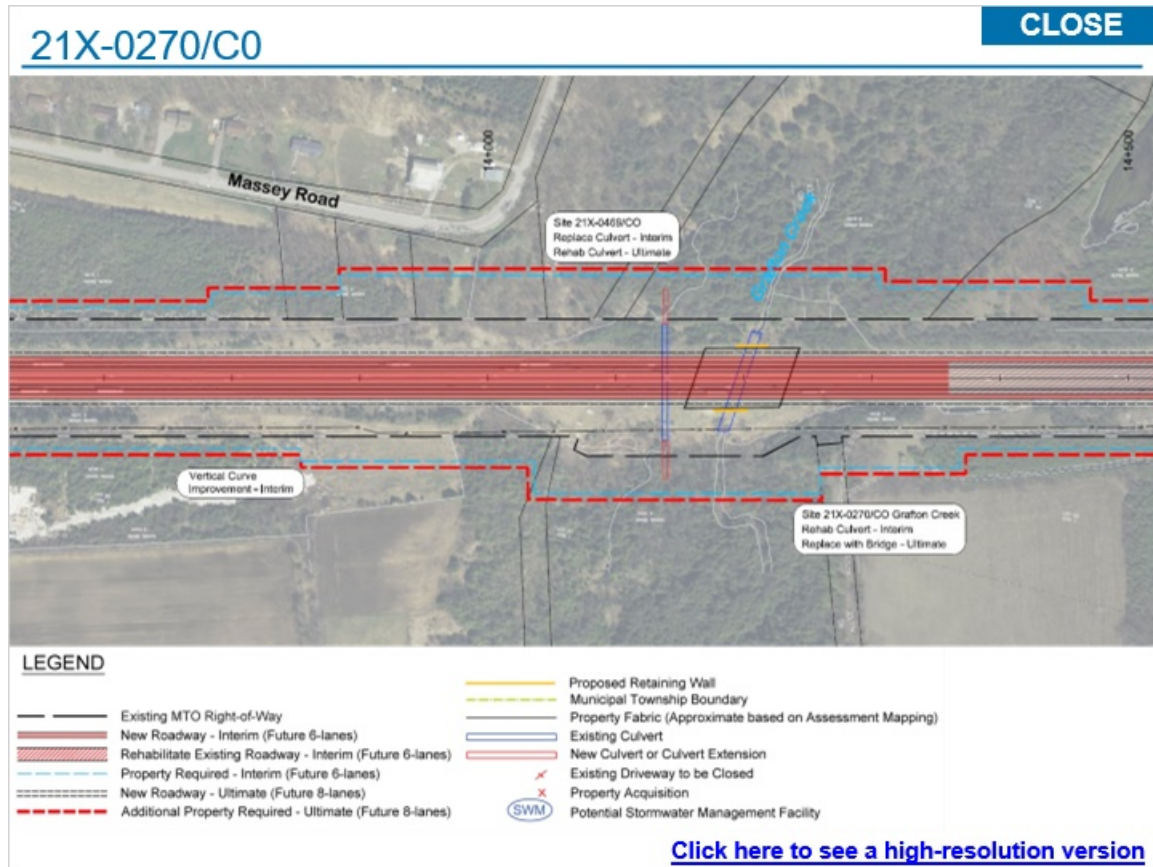 CLOSE
21X-0270/C0
Massey Road
14+000
14+500
Site 21X-0469/CO
Replace Culvert - Interim
Rehab Culvert - Ultimate
Grafton Creek
Vertical Curve
Improvement - Interim
Site 21X-0270/CO Grafton Creek
Rehab Culvert - Interim
Replace with Bridge - Ultimate
LEGEND
Existing MTO Right-of-Way
New Roadway - Interim (Future 6-lanes)
Rehabilitate Existing Roadway - Interim (Future 6-lanes)
Property Required - Interim (Future 6-lanes)
New Roadway - Ultimate (Future 8-lanes)
Additional Property Required - Ultimate (Future 8-lanes)
Proposed Retaining Wall
Municipal Township Boundary
Property Fabric (Approximate based on Assessment Mapping)
Existing Culvert
New Culvert or Culvert Extension
Existing Driveway to be Closed
Property Acquisition
SWM
Potential Stormwater Management Facility
Click here to see a high-resolution version